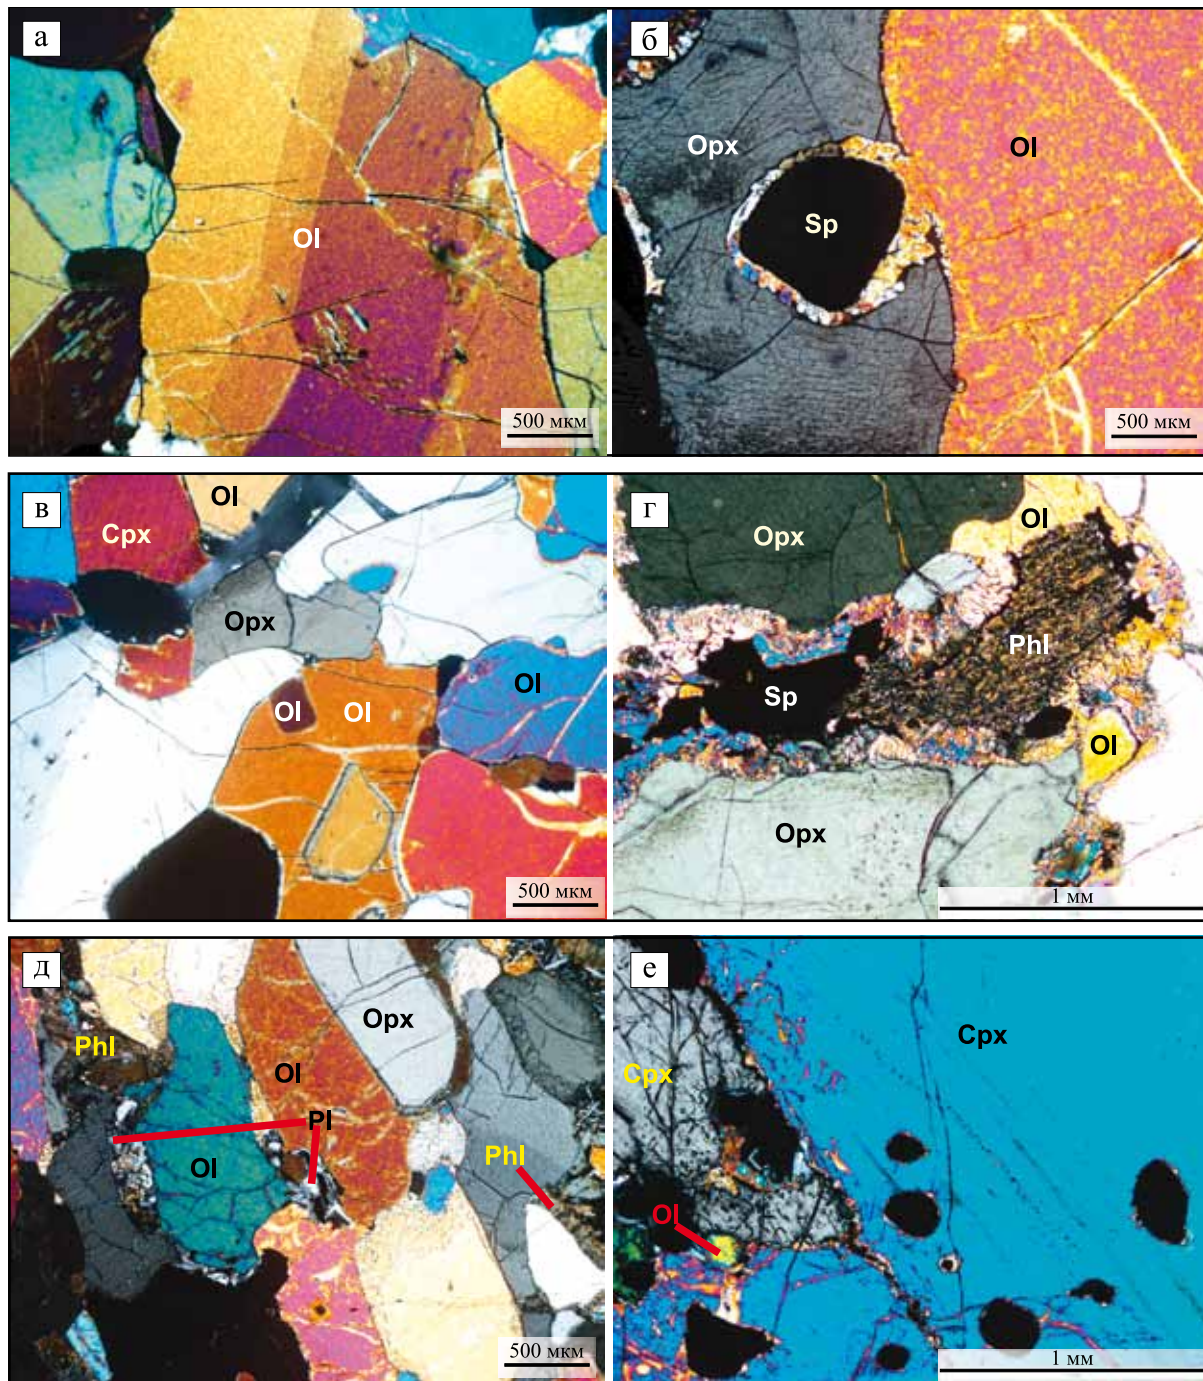 а
Ol
500 мкм
б
Opx
Sp
Ol
500 мкм
в
Ol
Cpx
Opx
Ol
Ol
Ol
500 мкм
г
Ol
Opx
Phl
Sp
Ol
Opx
1 мм
д
Opx
Phl
Ol
Pl
Ol
Phl
500 мкм
е
Cpx
Cpx
Ol
1 мм